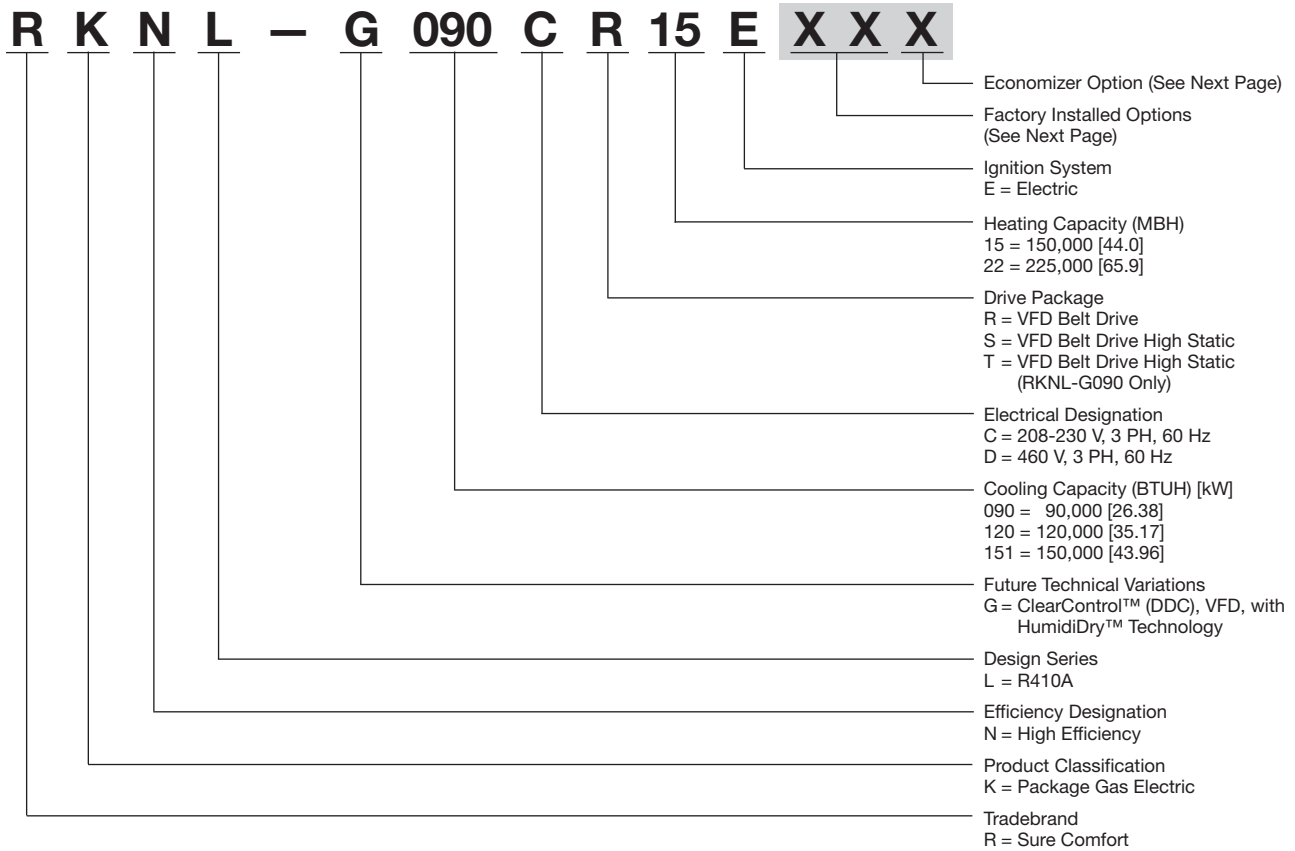 R K N L – G 090 C R 15 E X X X
Economizer Option (See Next Page)
Factory Installed Options
(See Next Page)
Ignition System
E = Electric
Heating Capacity (MBH)
15 = 150,000 [44.0]
22 = 225,000 [65.9]
Drive Package
R = VFD Belt Drive
S = VFD Belt Drive High Static
T = VFD Belt Drive High Static
(RKNL-G090 Only)
Electrical Designation
C = 208-230 V, 3 PH, 60 Hz
D = 460 V, 3 PH, 60 Hz
Cooling Capacity (BTUH) [kW]
090 = 90,000 [26.38]
120 = 120,000 [35.17]
151 = 150,000 [43.96]
Future Technical Variations
G = ClearControl™ (DDC), VFD, with
HumidiDry™ Technology
Design Series
L = R410A
Efficiency Designation
N = High Efficiency
Product Classification
K = Package Gas Electric
Tradebrand
R = Sure Comfort